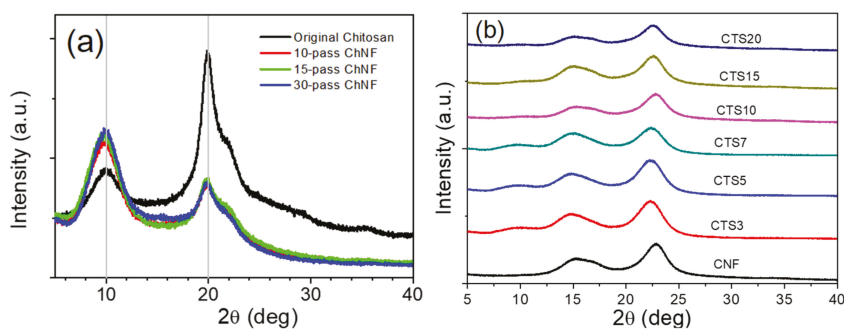 (a)
Original Chitosan
10-pass ChNF
15-pass ChNF
30-pass ChNF
Intensity (a.u.)
10 20 30 40
2θ (deg)
(b)
CTS20
CTS15
CTS10
CTS7
CTS5
CTS3
CNF
Intensity (a.u.)
5 10 15 20 25 30 35 40
2θ (deg)